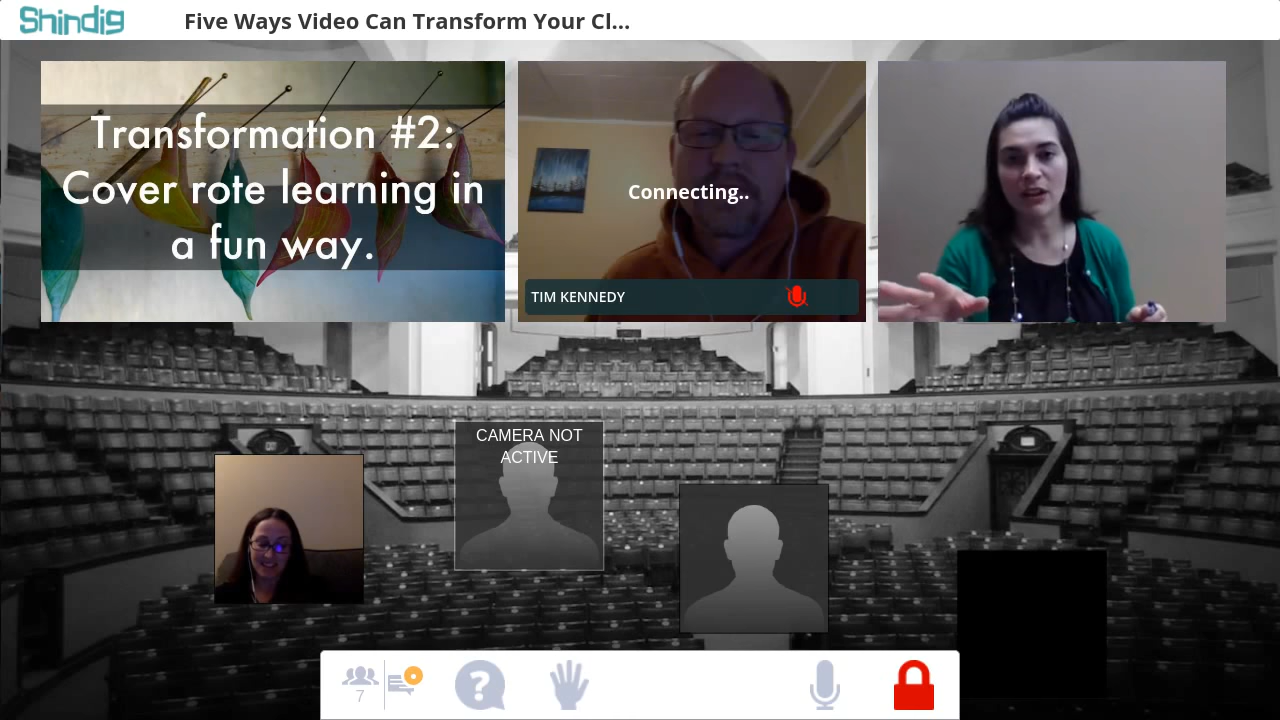 Shindig
Five Ways Video Can Transform Your Cl...
Transformation #2:
Cover rote learning in
a fun way.
Connecting..
TIM KENNEDY
CAMERA NOT
ACTIVE
7
?